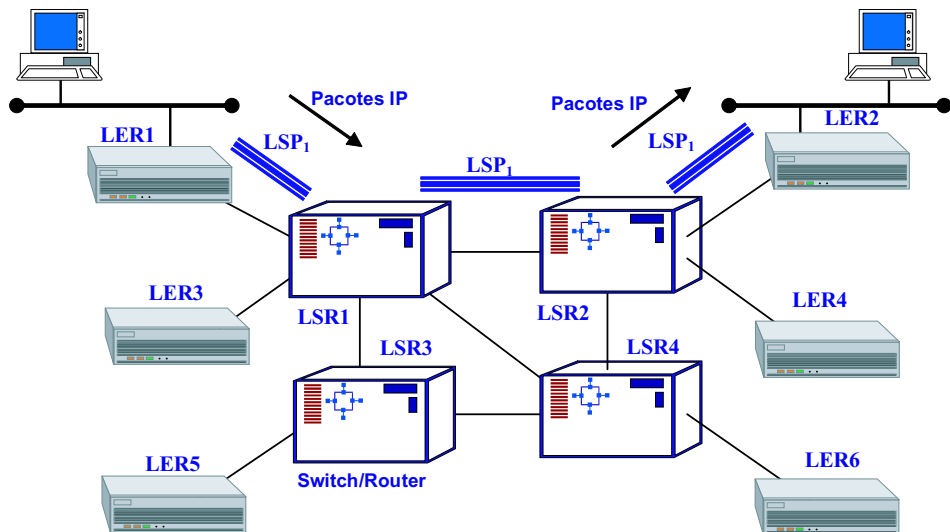 Pacotes IP
Pacotes IP
LER1
LSP1
LSP1
LSP1
LER2
LER3
LSR1
LSR2
LER4
LSR3
LSR4
LER5
Switch/Router
LER6